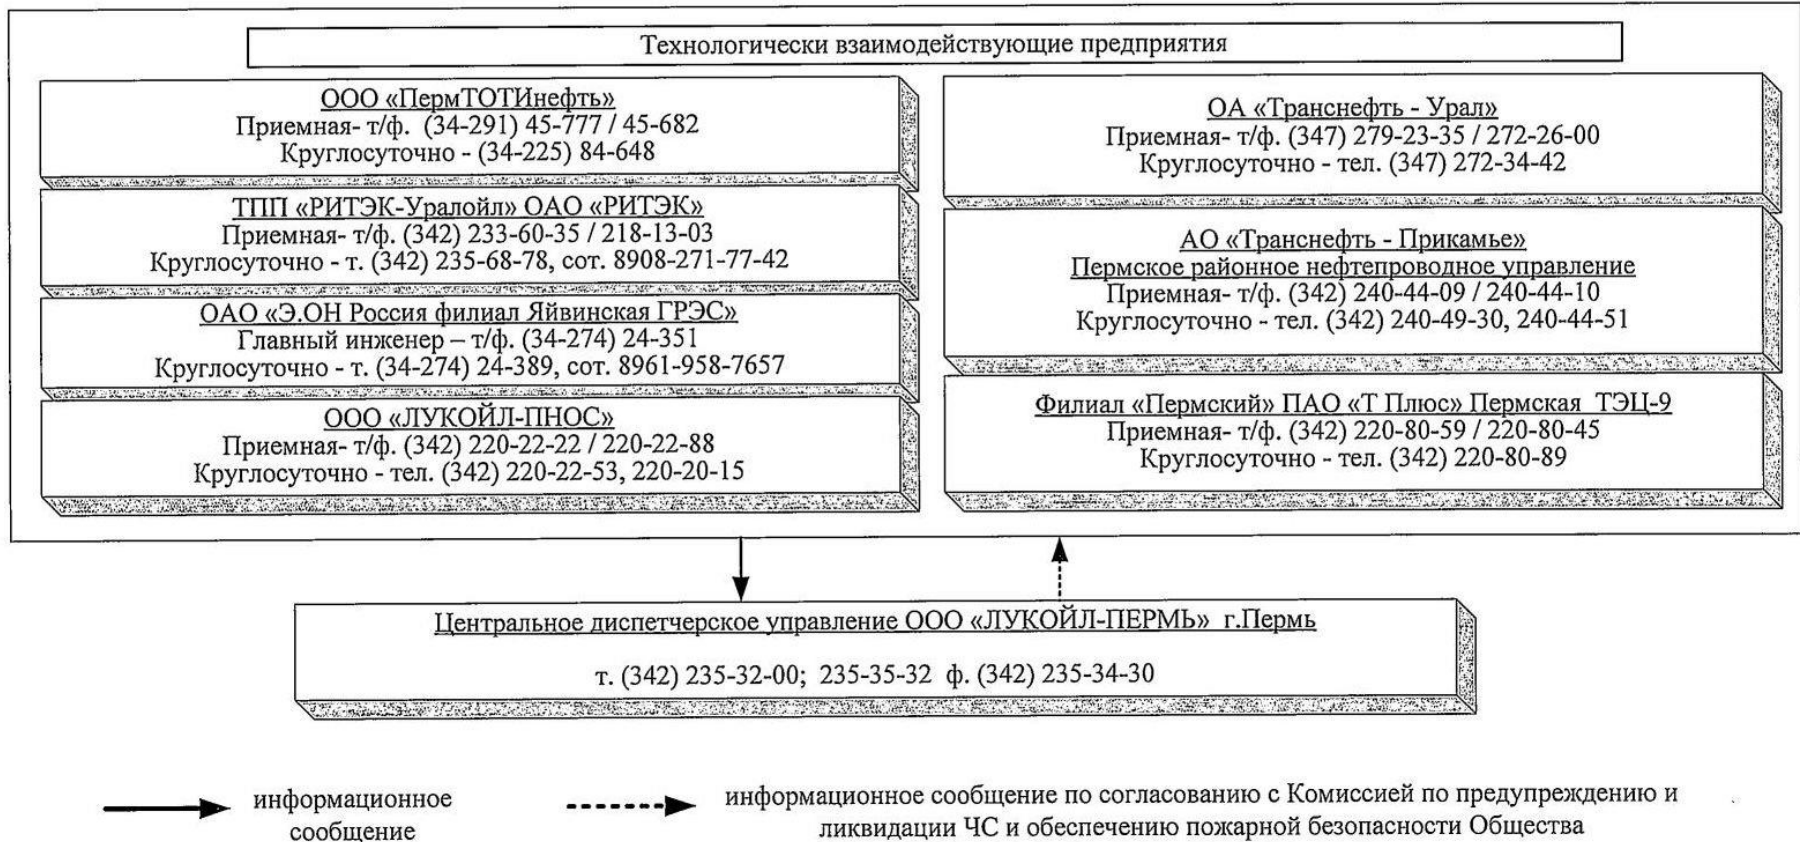 Технологически взаимодействующие предприятия
ООО «ПермТОТИнефть»
Приемная- т/ф. (34-291) 45-777 / 45-682
Круглосуточно - (34-225) 84-648
ТПП «РИТЭК-Уралойл» ОАО «РИТЭК»
Приемная- т/ф. (342) 233-60-35 / 218-13-03
Круглосуточно - т. (342) 235-68-78, сот. 8908-271-77-42
ОАО «Э.ОН Россия филиал Яйвинская ГРЭС»
Главный инженер – т/ф. (34-274) 24-351
Круглосуточно - т. (34-274) 24-389, сот. 8961-958-7657
ООО «ЛУКОЙЛ-ПНОС»
Приемная- т/ф. (342) 220-22-22 / 220-22-88
Круглосуточно - тел. (342) 220-22-53, 220-20-15
ОА «Транснефть - Урал»
Приемная- т/ф. (347) 279-23-35 / 272-26-00
Круглосуточно - тел. (347) 272-34-42
АО «Транснефть - Прикамье»
Пермское районное нефтепроводное управление
Приемная- т/ф. (342) 240-44-09 / 240-44-10
Круглосуточно - тел. (342) 240-49-30, 240-44-51
Филиал «Пермский» ПАО «Т Плюс» Пермская ТЭЦ-9
Приемная- т/ф. (342) 220-80-59 / 220-80-45
Круглосуточно - тел. (342) 220-80-89
Центральное диспетчерское управление ООО «ЛУКОЙЛ-ПЕРМЬ» г.Пермь
т. (342) 235-32-00; 235-35-32 ф. (342) 235-34-30
информационное
сообщение
информационное сообщение по согласованию с Комиссией по предупреждению и
ликвидации ЧС и обеспечению пожарной безопасности Общества